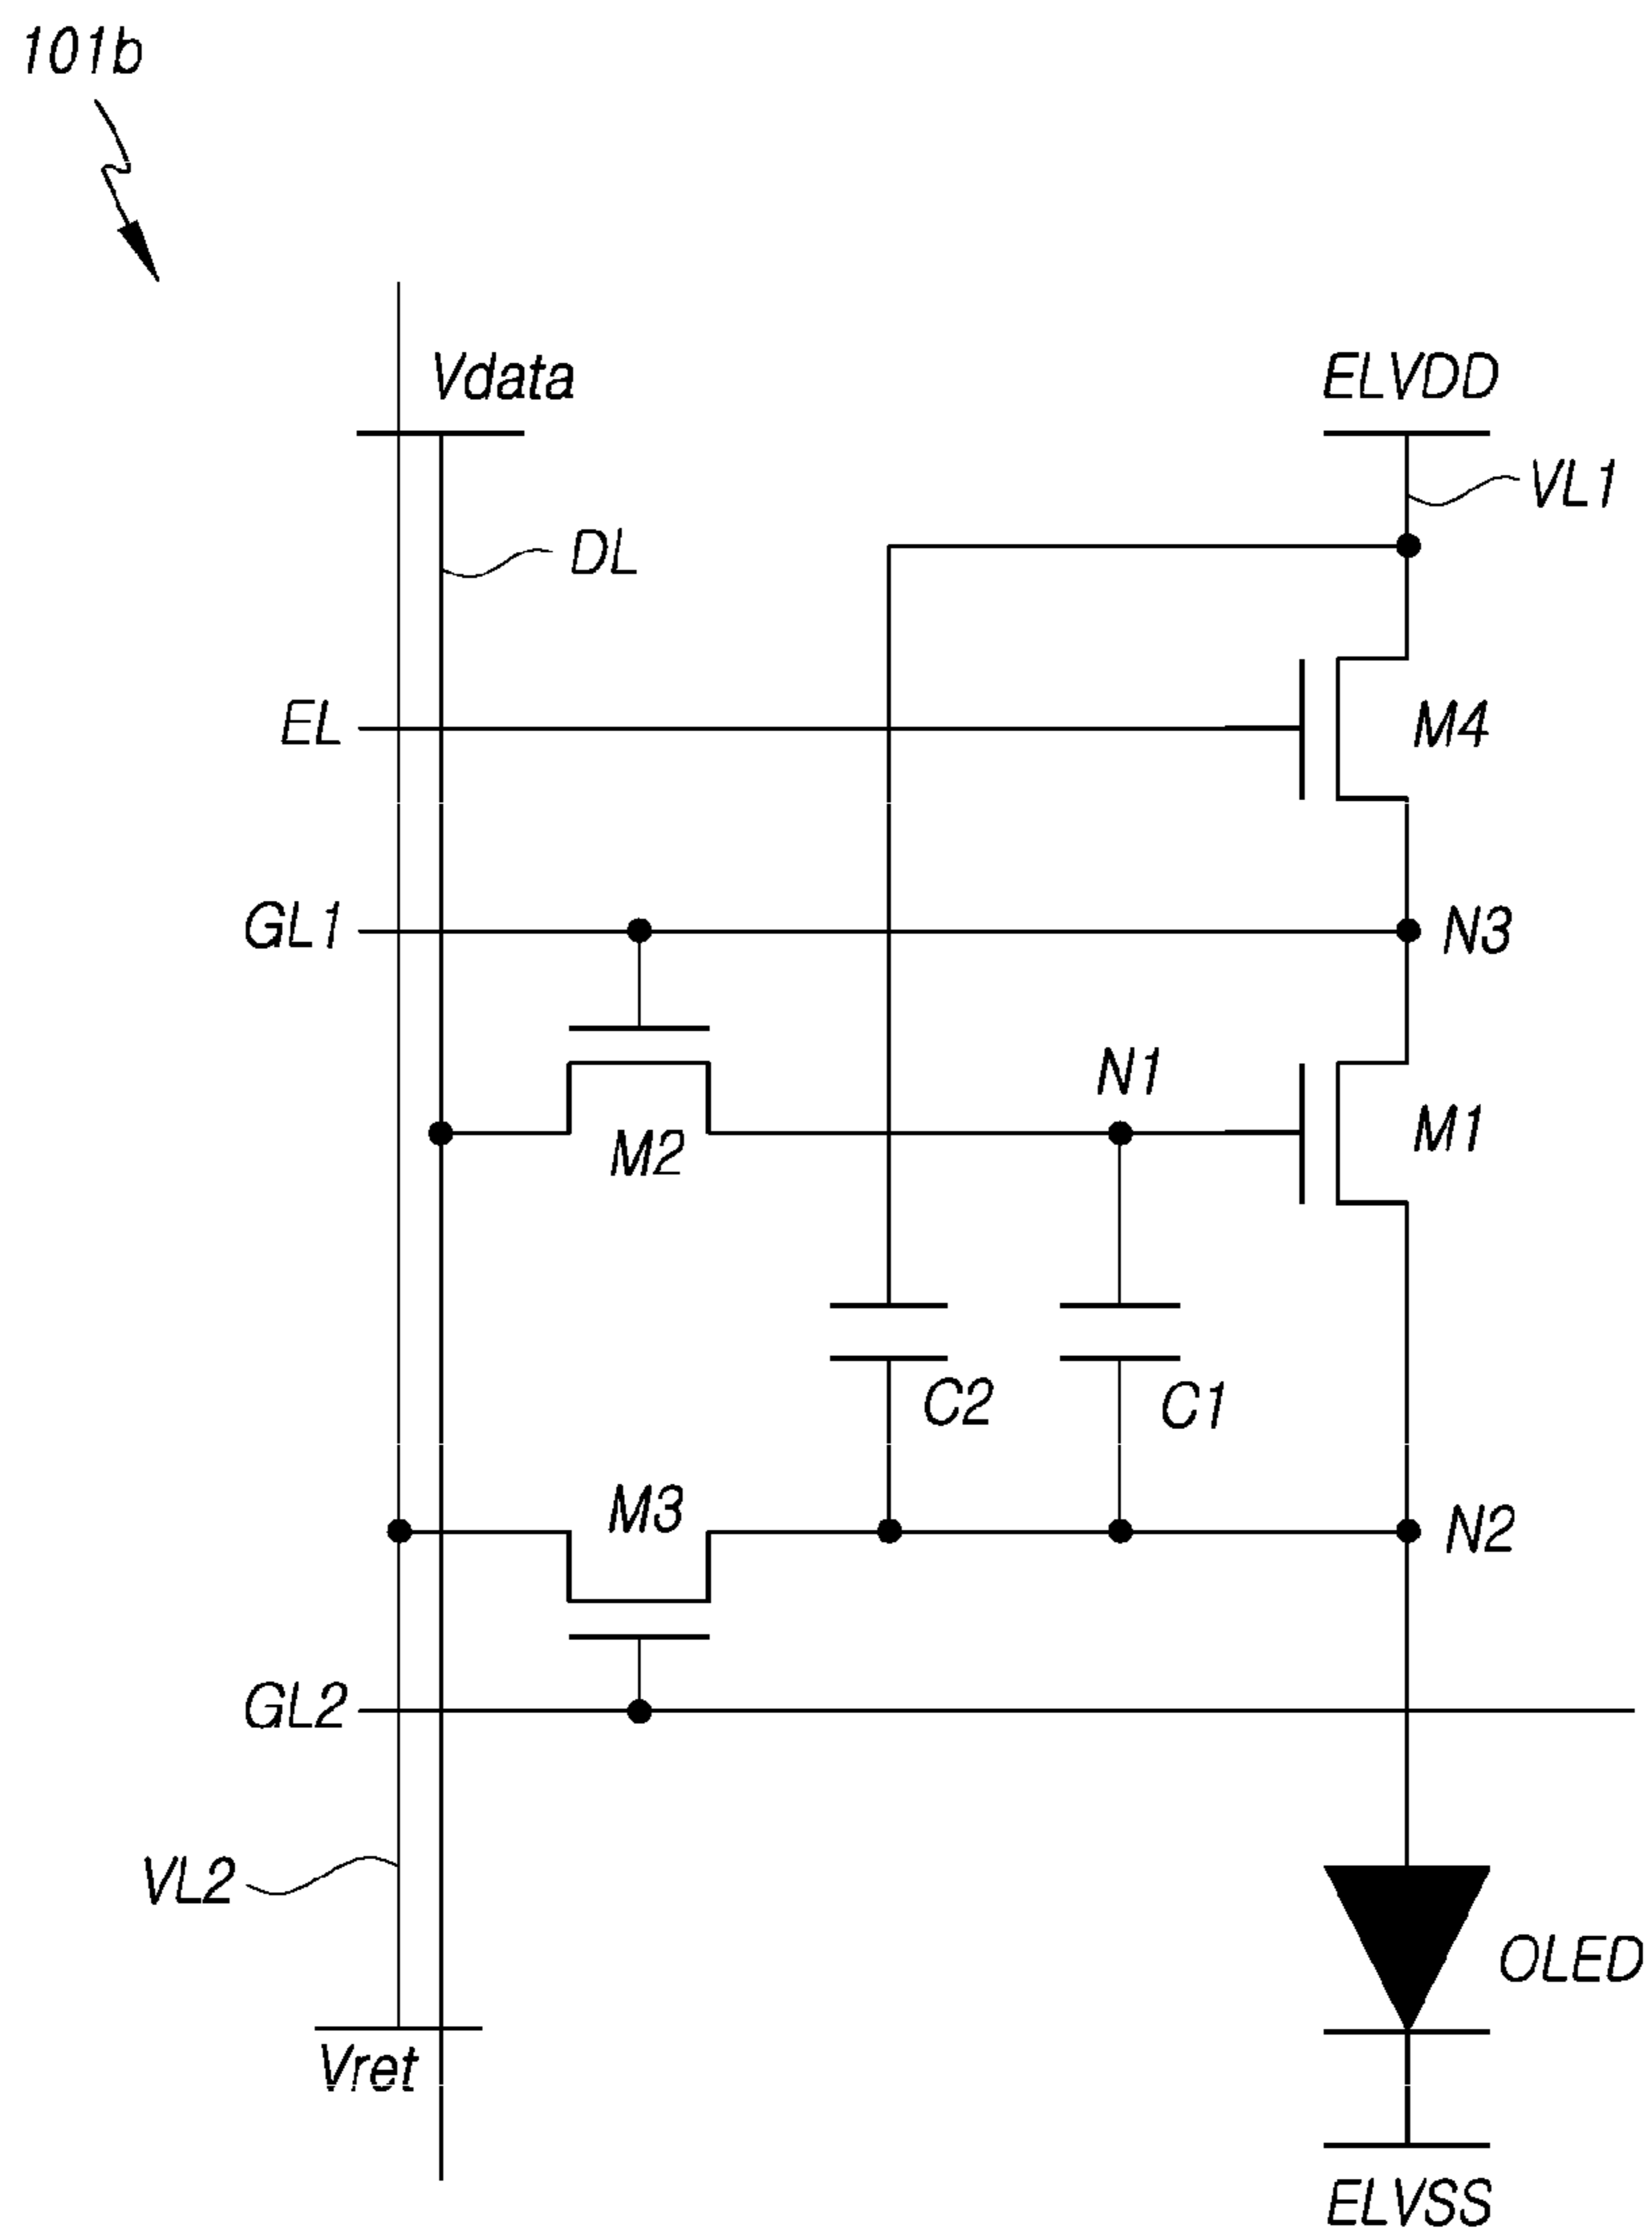 101b
Vdata
ELVDD
VL1
DL
EL
M4
GL1
N3
N1
M2
M1
C2
C1
M3
N2
GL2
VL2
OLED
Vret
ELVSS